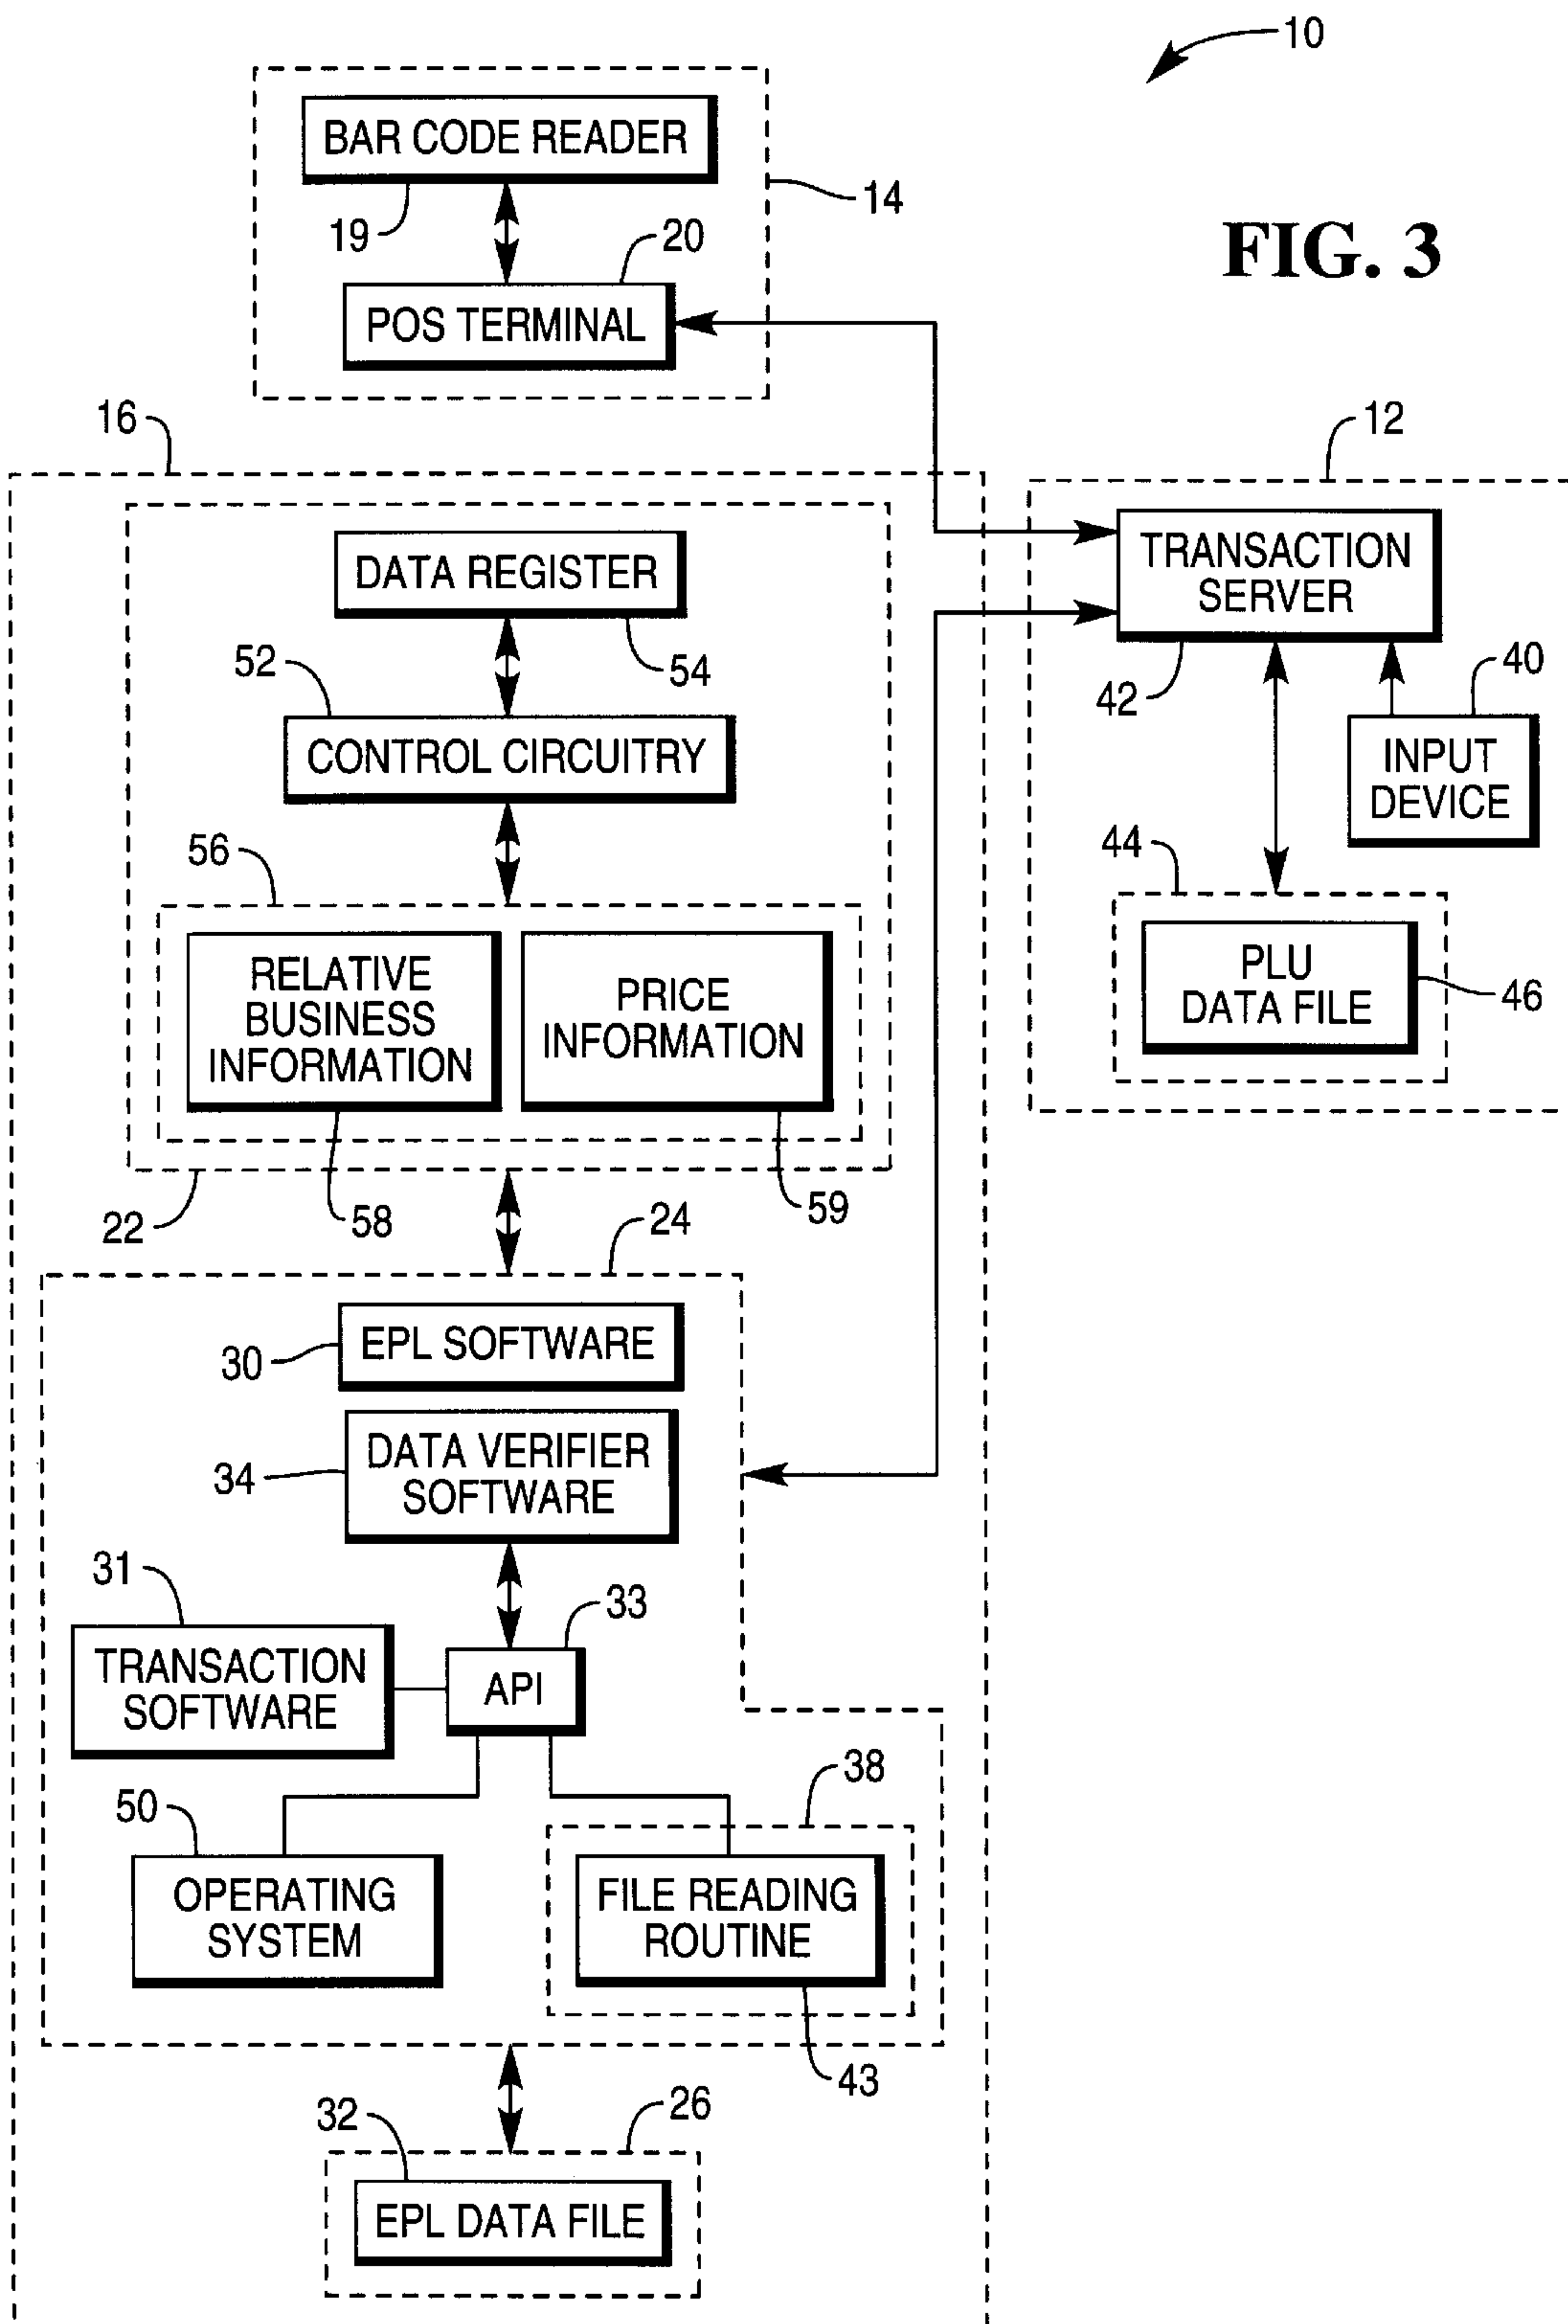 10
BAR CODE READER
14
19
20
FIG. 3
POS TERMINAL
16
12
DATA REGISTER
TRANSACTION
SERVER
52
54
42
40
CONTROL CIRCUITRY
INPUT
DEVICE
56
44
RELATIVE
BUSINESS
INFORMATION
PRICE
INFORMATION
PLU
DATA FILE
46
22
58
59
24
30
EPL SOFTWARE
34
DATA VERIFIER
SOFTWARE
31
33
TRANSACTION
SOFTWARE
API
50
38
OPERATING
SYSTEM
FILE READING
ROUTINE
43
32
26
EPL DATA FILE